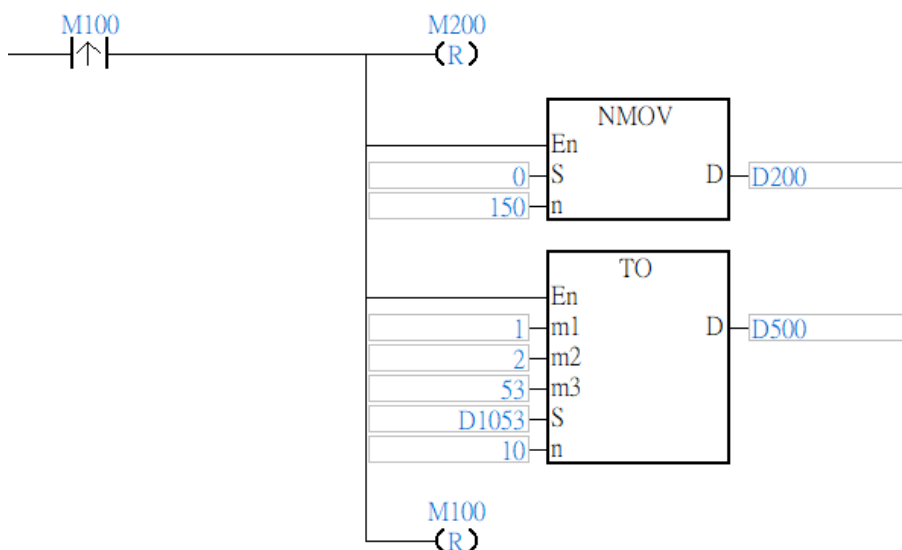 M100 M200
R
NMOV
En
0 S D D200
150 n
TO
En
1 m1 D D500
2 m2
53 m3
D1053 S
10 n
M100
R